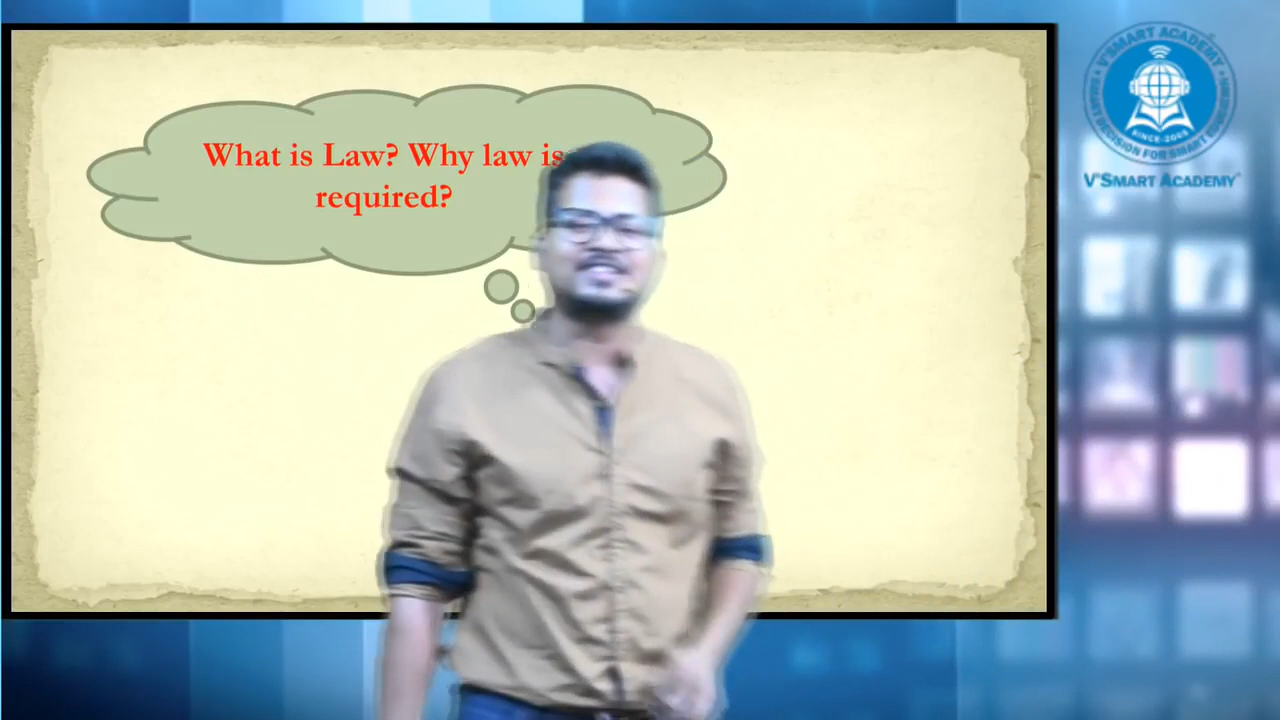 What is Law? Why law is
required?
V'SMART ACADEMY
SINCE-2005
V'SMART ACADEMY